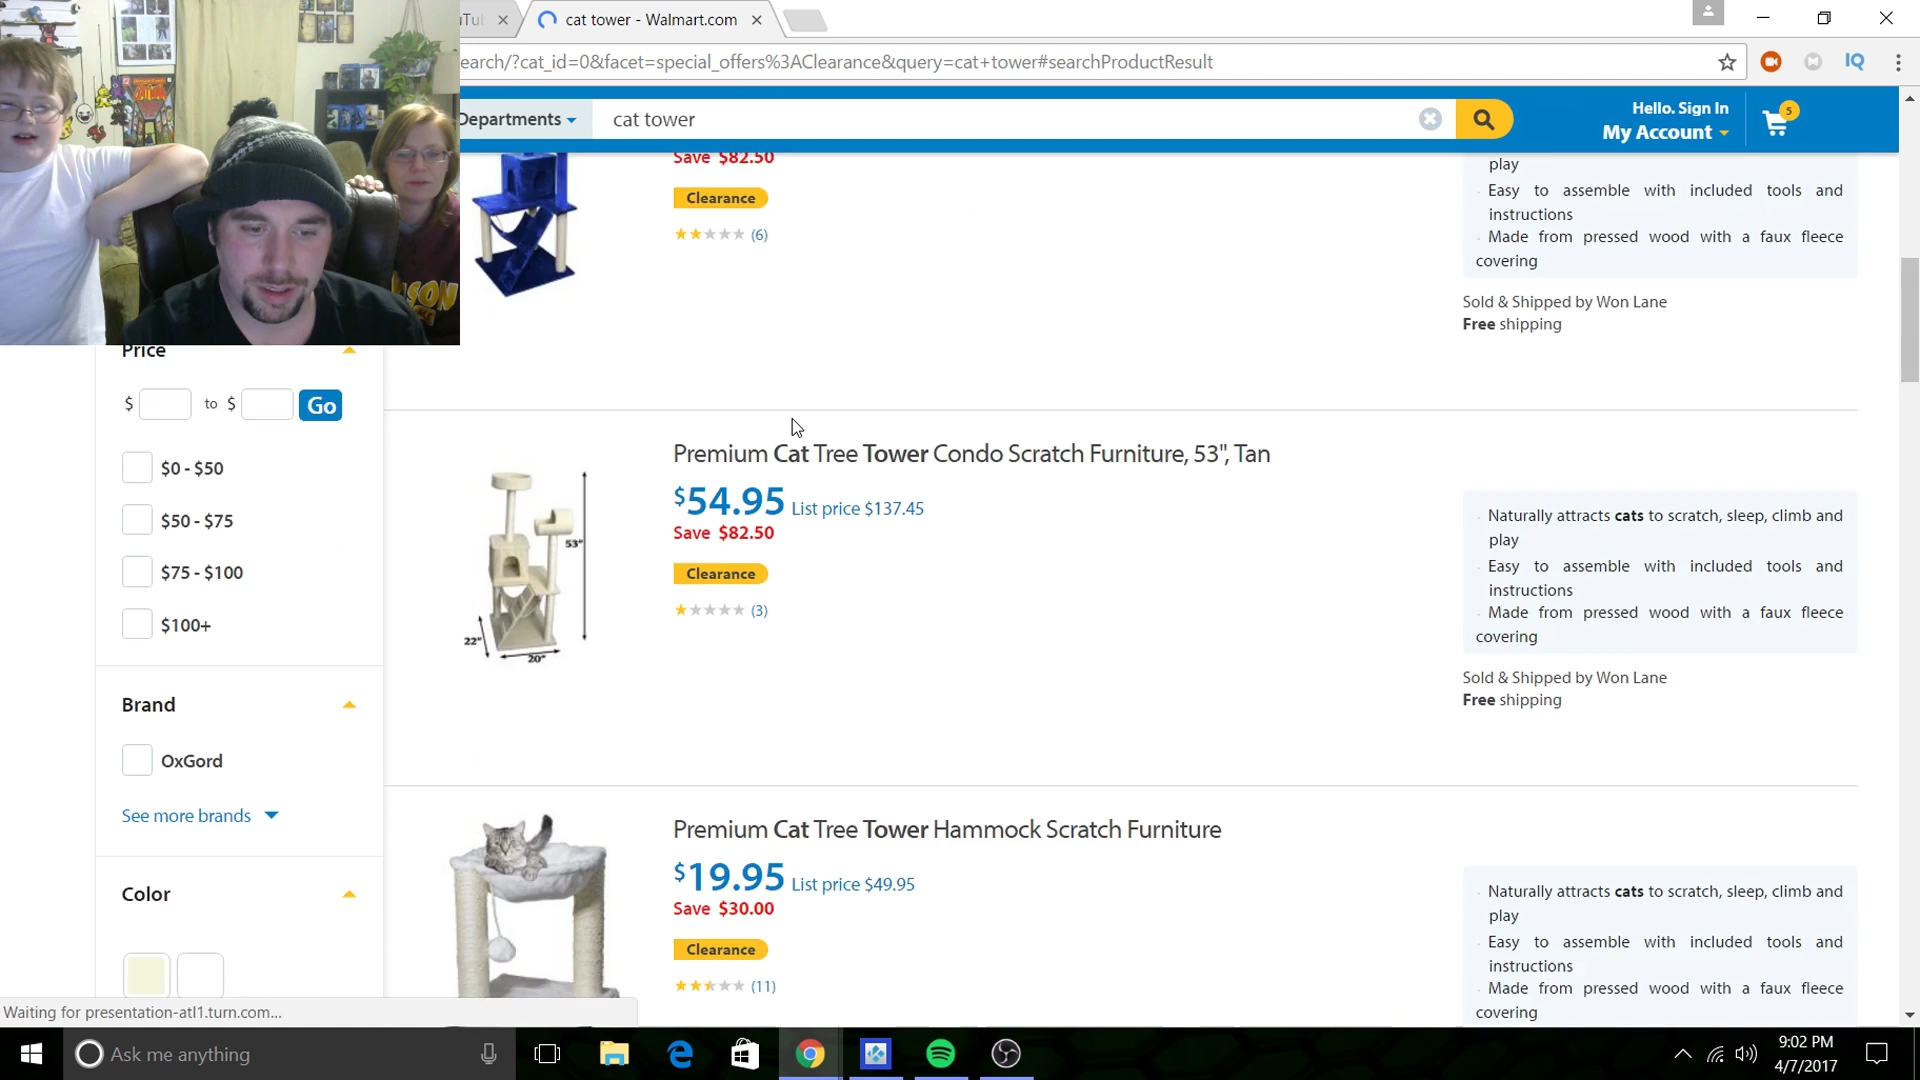 cat tower - Walmart.com
earch/?cat_id=0&facet=special_offers%3AClearance&query=cat+tower#searchProductResult
IQ
Departments
cat tower
Hello. Sign In
My Account
5
Save $82.50
Clearance
(6)
play
Easy to assemble with included tools and
instructions
Made from pressed wood with a faux fleece
covering
Sold & Shipped by Won Lane
Free shipping
Price
$ to $ Go
$0 - $50
$50 - $75
$75 - $100
$100+
Brand
OxGord
See more brands
Color
53"
22"
20"
Premium Cat Tree Tower Condo Scratch Furniture, 53", Tan
$54.95 List price $137.45
Save $82.50
Clearance
(3)
Naturally attracts cats to scratch, sleep, climb and
play
Easy to assemble with included tools and
instructions
Made from pressed wood with a faux fleece
covering
Sold & Shipped by Won Lane
Free shipping
Premium Cat Tree Tower Hammock Scratch Furniture
$19.95 List price $49.95
Save $30.00
Clearance
(11)
Naturally attracts cats to scratch, sleep, climb and
play
Easy to assemble with included tools and
instructions
Made from pressed wood with a faux fleece
covering
Waiting for presentation-atl1.turn.com...
Ask me anything
9:02 PM
4/7/2017